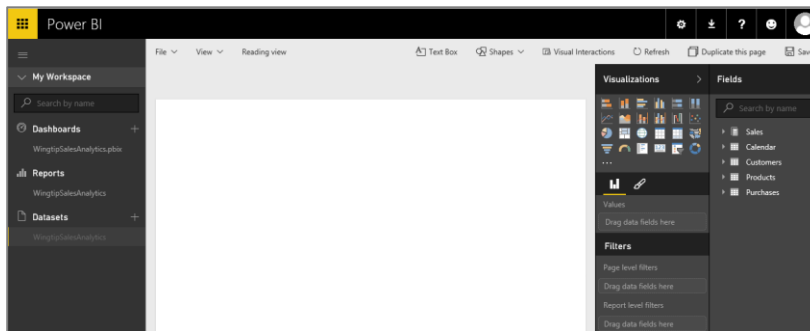 Power BI
File View Reading view Text Box Shapes Visual Interactions Refresh Duplicate this page Save
My Workspace
Search by name
Dashboards
WingtipSalesAnalytics.pbix
Reports
WingtipSalesAnalytics
Datasets
WingtipSalesAnalytics
Visualizations
Values
Drag data fields here
Filters
Page level filters
Drag data fields here
Report level filters
Drag data fields here
Fields
Search by name
Sales
Calendar
Customers
Products
Purchases